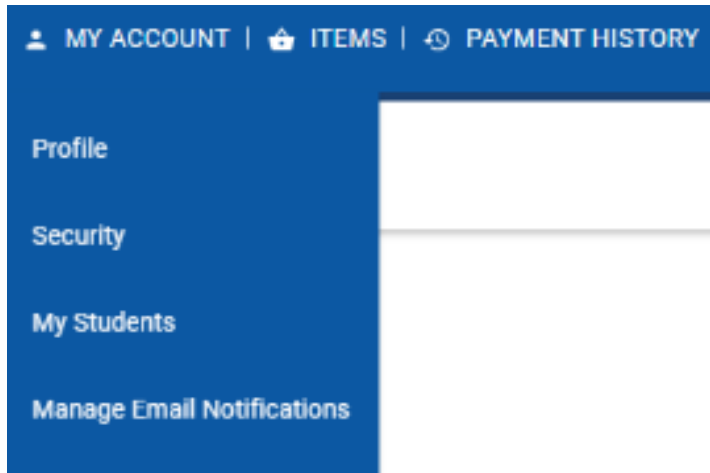 MY ACCOUNT | ITEMS | PAYMENT HISTORY
Profile
Security
My Students
Manage Email Notifications